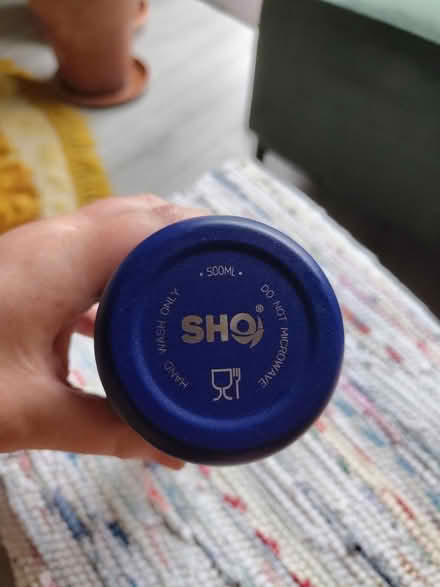 • 500ML •
HAND WASH ONLY
SHO®
DO NOT MICROWAVE